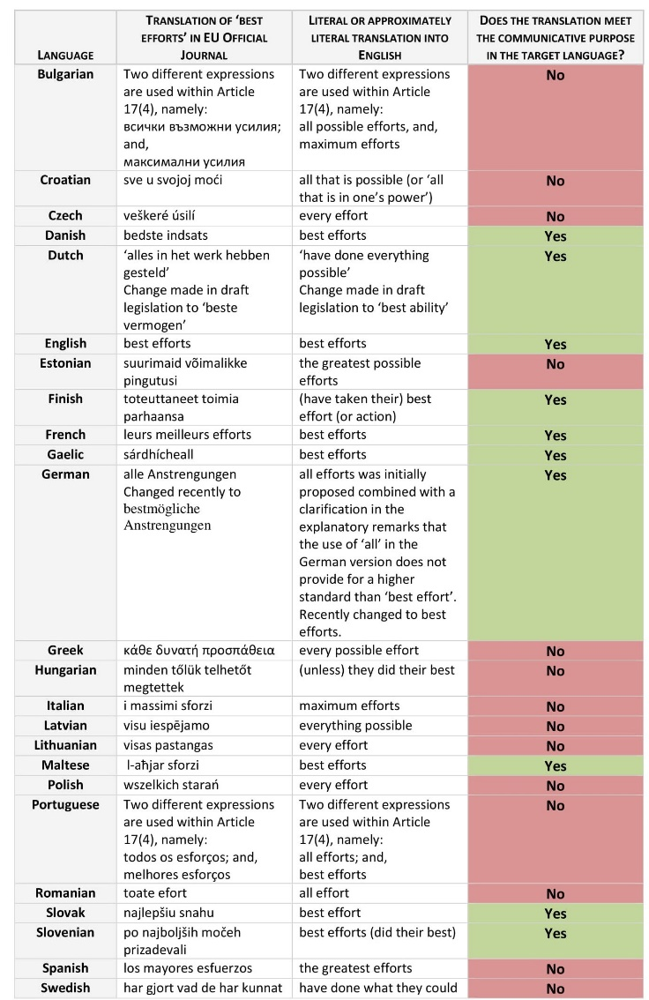 LANGUAGE
TRANSLATION OF ‘BEST
EFFORTS’ IN EU OFFICIAL
JOURNAL
LITERAL OR APPROXIMATELY
LITERAL TRANSLATION INTO
ENGLISH
DOES THE TRANSLATION MEET
THE COMMUNICATIVE PURPOSE
IN THE TARGET LANGUAGE?
Bulgarian
Two different expressions
are used within Article
17(4), namely:
всички възможни усилия;
and,
максимални усилия
Two different expressions
are used within Article
17(4), namely:
all possible efforts, and,
maximum efforts
No
Croatian
sve u svojoj moći
all that is possible (or ‘all
that is in one’s power’)
No
Czech
veškeré úsilí
every effort
No
Danish
bedste indsats
best efforts
Yes
Dutch
‘alles in het werk hebben
gesteld’
Change made in draft
legislation to ‘beste
vermogen’
‘have done everything
possible’
Change made in draft
legislation to ‘best ability’
Yes
English
best efforts
best efforts
Yes
Estonian
suurimaid võimalikke
pingutusi
the greatest possible
efforts
No
Finish
toteuttaneet toimia
parhaansa
(have taken their) best
effort (or action)
Yes
French
leurs meilleurs efforts
best efforts
Yes
Gaelic
sárdhícheall
best efforts
Yes
German
alle Anstrengungen
Changed recently to
bestmögliche
Anstrengungen
all efforts was initially
proposed combined with a
clarification in the
explanatory remarks that
the use of ‘all’ in the
German version does not
provide for a higher
standard than ‘best effort’.
Recently changed to best
efforts.
Yes
Greek
κάθε δυνατή προσπάθεια
every possible effort
No
Hungarian
minden tőlük telhetőt
megtettek
(unless) they did their best
No
Italian
i massimi sforzi
maximum efforts
No
Latvian
visu iespējamo
everything possible
No
Lithuanian
visas pastangas
every effort
No
Maltese
l-aħjar sforzi
best efforts
Yes
Polish
wszelkich starań
every effort
No
Portuguese
Two different expressions
are used within Article
17(4), namely:
todos os esforços; and,
melhores esforços
Two different expressions
are used within Article
17(4), namely:
all efforts; and,
best efforts
No
Romanian
toate efort
all effort
No
Slovak
najlepšiu snahu
best effort
Yes
Slovenian
po najboljših močeh
prizadevali
best efforts (did their best)
Yes
Spanish
los mayores esfuerzos
the greatest efforts
No
Swedish
har gjort vad de har kunnat
have done what they could
No